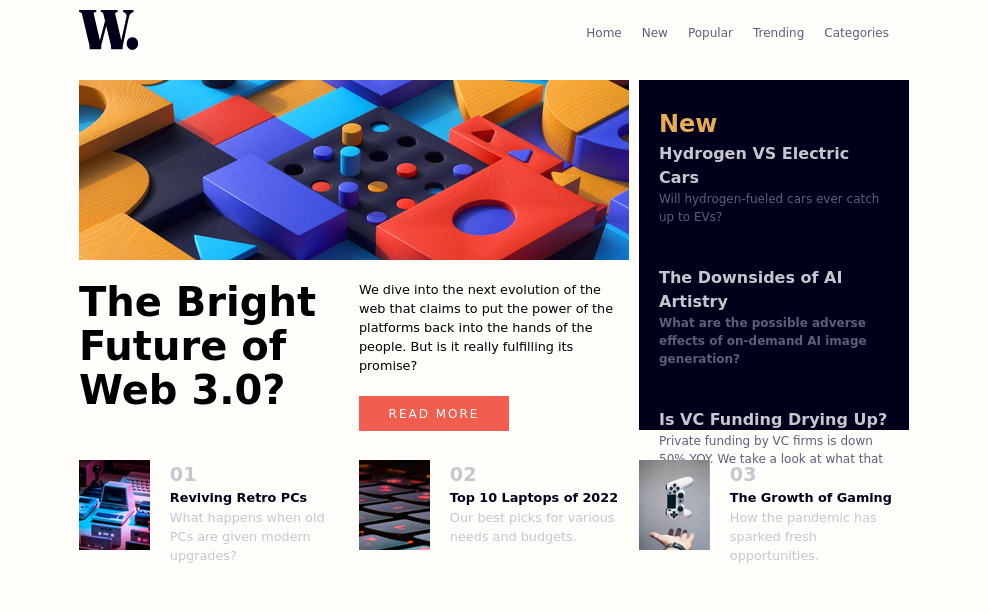 W.
Home New Popular Trending Categories
New
Hydrogen VS Electric
Cars
Will hydrogen-fueled cars ever catch
up to EVs?
The Downsides of AI
Artistry
What are the possible adverse
effects of on-demand AI image
generation?
Is VC Funding Drying Up?
Private funding by VC firms is down
50% YOY. We take a look at what that
The Bright
Future of
Web 3.0?
We dive into the next evolution of the
web that claims to put the power of the
platforms back into the hands of the
people. But is it really fulfilling its
promise?
READ MORE
01
Reviving Retro PCs
What happens when old
PCs are given modern
upgrades?
02
Top 10 Laptops of 2022
Our best picks for various
needs and budgets.
03
The Growth of Gaming
How the pandemic has
sparked fresh
opportunities.